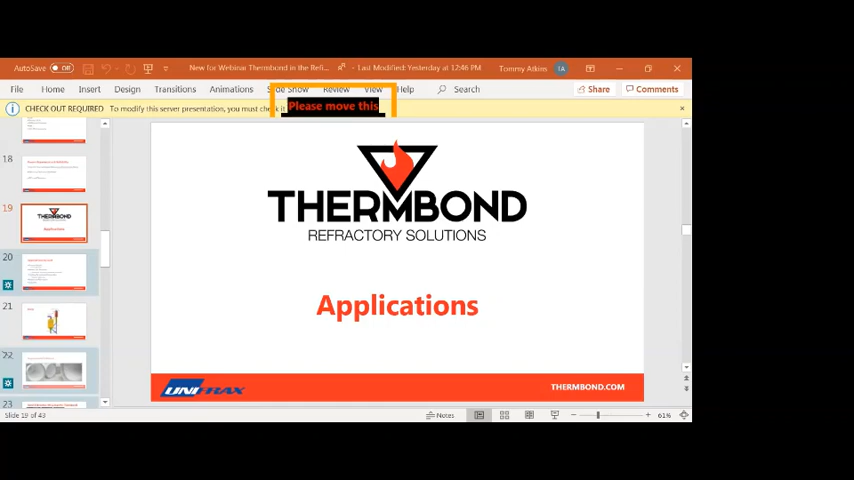 AutoSave Off New for Webinar Thermbond in the Refi... - Last Modified: Yesterday at 12:46 PM Tommy Atkins TA
File Home Insert Design Transitions Animations Slide Show Review View Help Search Share Comments
CHECK OUT REQUIRED To modify this server presentation, you must check it
Please move this
18
19
THERMBOND
Applications
20
21
22
23
THERMBOND
REFRACTORY SOLUTIONS
Applications
UNIFRAX
THERMBOND.COM
Slide 19 of 43 Notes 61%